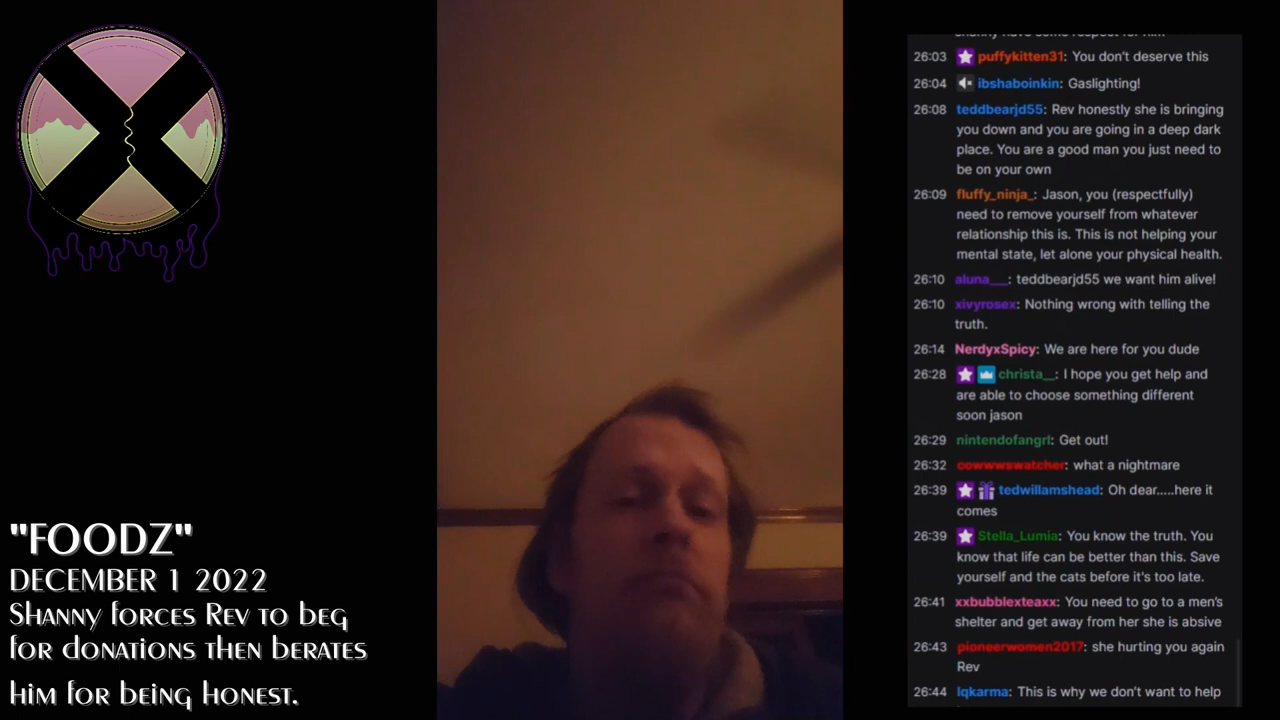 "FOODZ"
DECEMBER 1 2022
Shanny forces Rev to beg
for donations then berates
him for being honest.
shanny have some respect for him
26:03 puffykitten31: You don't deserve this
26:04 ibshaboinkin: Gaslighting!
26:08 teddbearjd55: Rev honestly she is bringing
you down and you are going in a deep dark
place. You are a good man you just need to
be on your own
26:09 fluffy_ninja_: Jason, you (respectfully)
need to remove yourself from whatever
relationship this is. This is not helping your
mental state, let alone your physical health.
26:10 aluna___: teddbearjd55 we want him alive!
26:10 xivyrosex: Nothing wrong with telling the
truth.
26:14 NerdyxSpicy: We are here for you dude
26:28 christa__: I hope you get help and
are able to choose something different
soon jason
26:29 nintendofangrl: Get out!
26:32 cowwwswatcher: what a nightmare
26:39 tedwillamshead: Oh dear.....here it
comes
26:39 Stella_Lumia: You know the truth. You
know that life can be better than this. Save
yourself and the cats before it's too late.
26:41 xxbubblexteaxx: You need to go to a men's
shelter and get away from her she is absive
26:43 pioneerwomen2017: she hurting you again
Rev
26:44 lqkarma: This is why we don't want to help